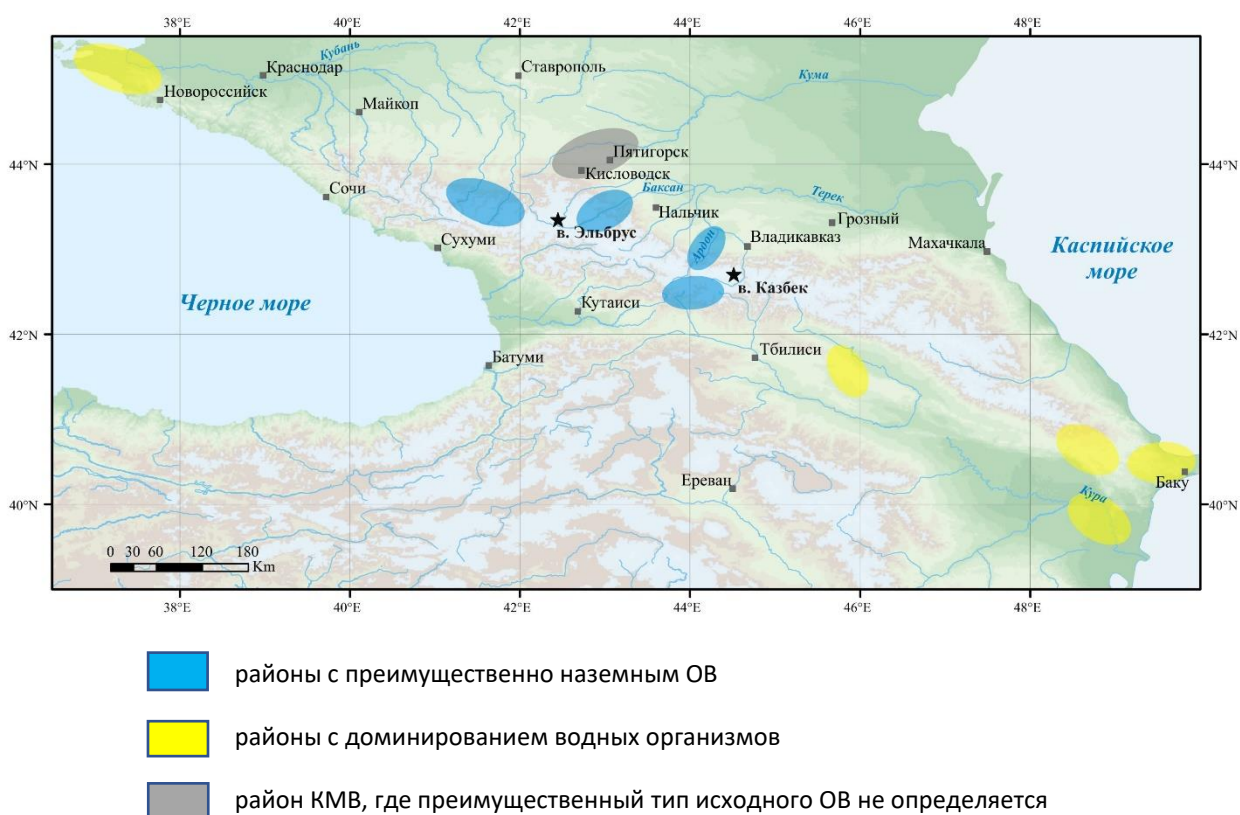 38°E 40°E 42°E 44°E 46°E 48°E
Кубань
Краснодар
Ставрополь
Кума
Новороссийск
Майкоп
44°N
Пятигорск
44°N
Кисловодск
Баксан
Сочи
Нальчик
Терек
Грозный
в. Эльбрус
Ардон
Владикавказ
Сухуми
Махачкала
Каспийское
море
в. Казбек
Черное море
Кутаиси
42°N
42°N
Тбилиси
Батуми
Ереван
Баку
Кура
40°N
40°N
0 30 60 120 180
Km
38°E 40°E 42°E 44°E 46°E 48°E
районы с преимущественно наземным ОВ
районы с доминированием водных организмов
район КМВ, где преимущественный тип исходного ОВ не определяется